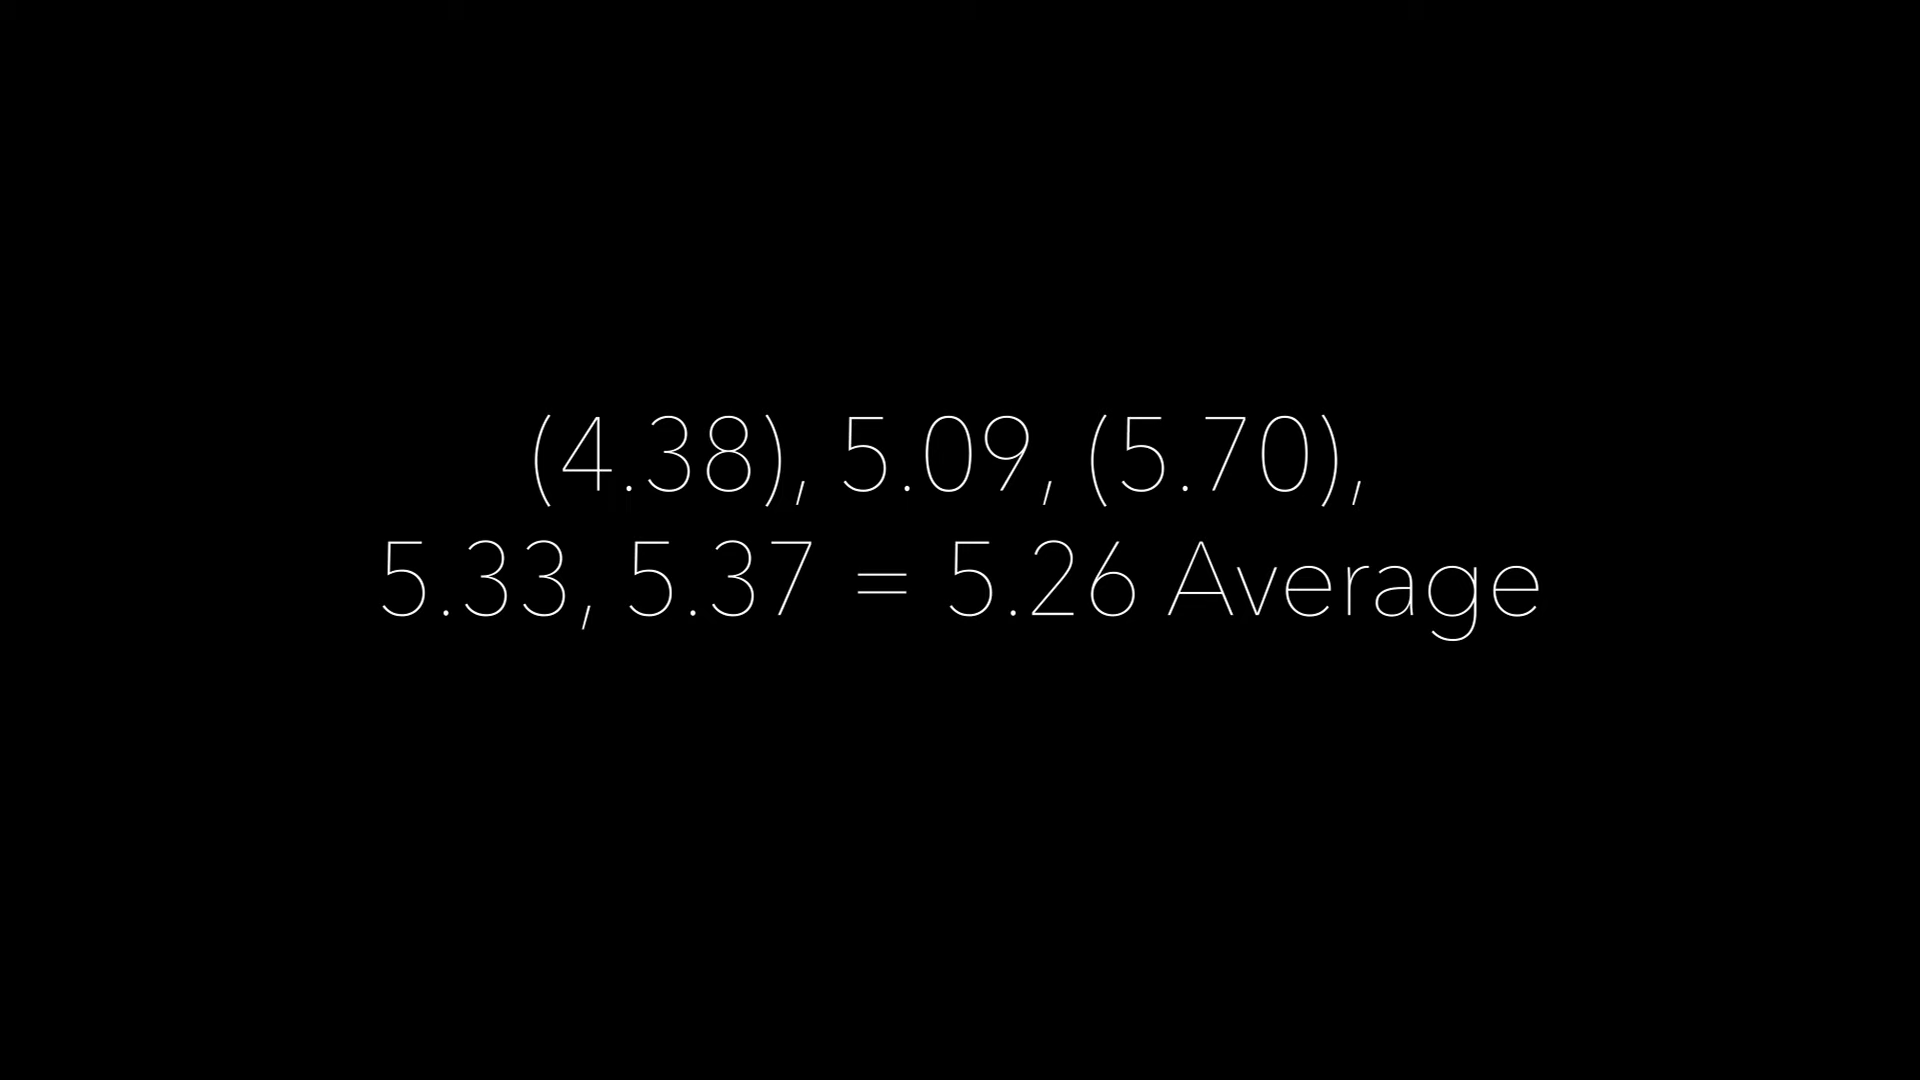 (4.38), 5.09, (5.70),
5.33, 5.37 = 5.26 Average